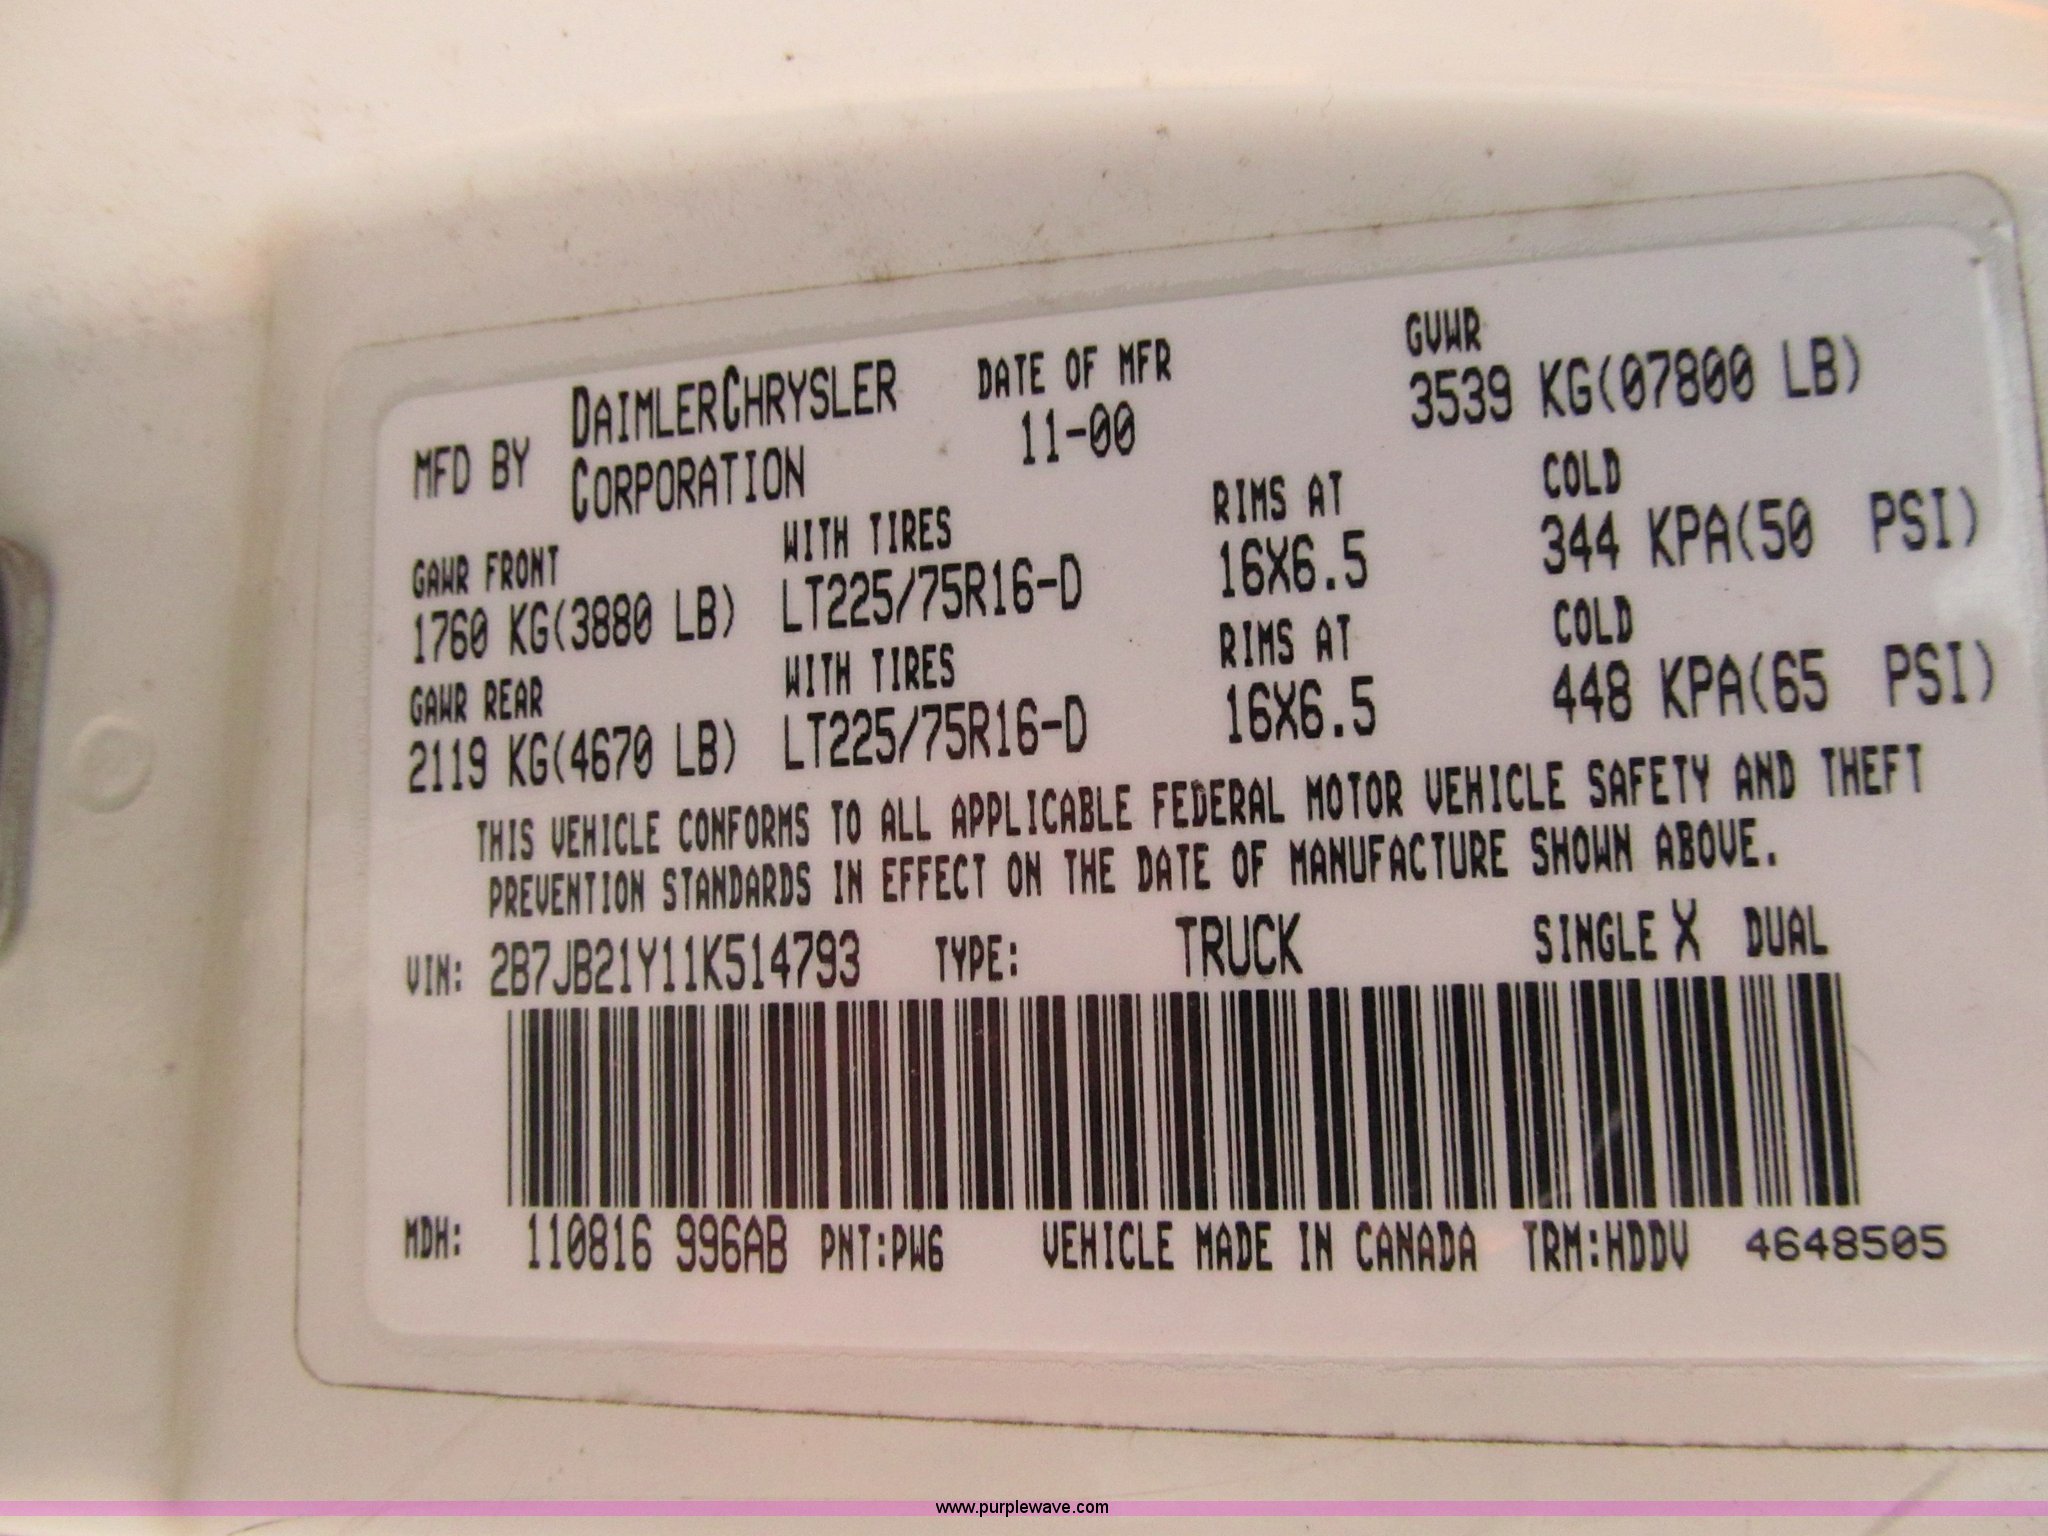 MFD BY DAIMLERCHRYSLER CORPORATION
DATE OF MFR
11-00
GVWR
3539 KG(07800 LB)
GAWR FRONT WITH TIRES RIMS AT COLD
1760 KG(3880 LB) LT225/75R16-D 16X6.5 344 KPA(50 PSI)
GAWR REAR WITH TIRES RIMS AT COLD
2119 KG(4670 LB) LT225/75R16-D 16X6.5 448 KPA(65 PSI)
THIS VEHICLE CONFORMS TO ALL APPLICABLE FEDERAL MOTOR VEHICLE SAFETY AND THEFT
PREVENTION STANDARDS IN EFFECT ON THE DATE OF MANUFACTURE SHOWN ABOVE.
VIN: 2B7JB21Y11K514793 TYPE: TRUCK SINGLE X DUAL
MDH: 110816 996AB PNT:PW6 VEHICLE MADE IN CANADA TRM:HDDV 4648505
www.purplewave.com